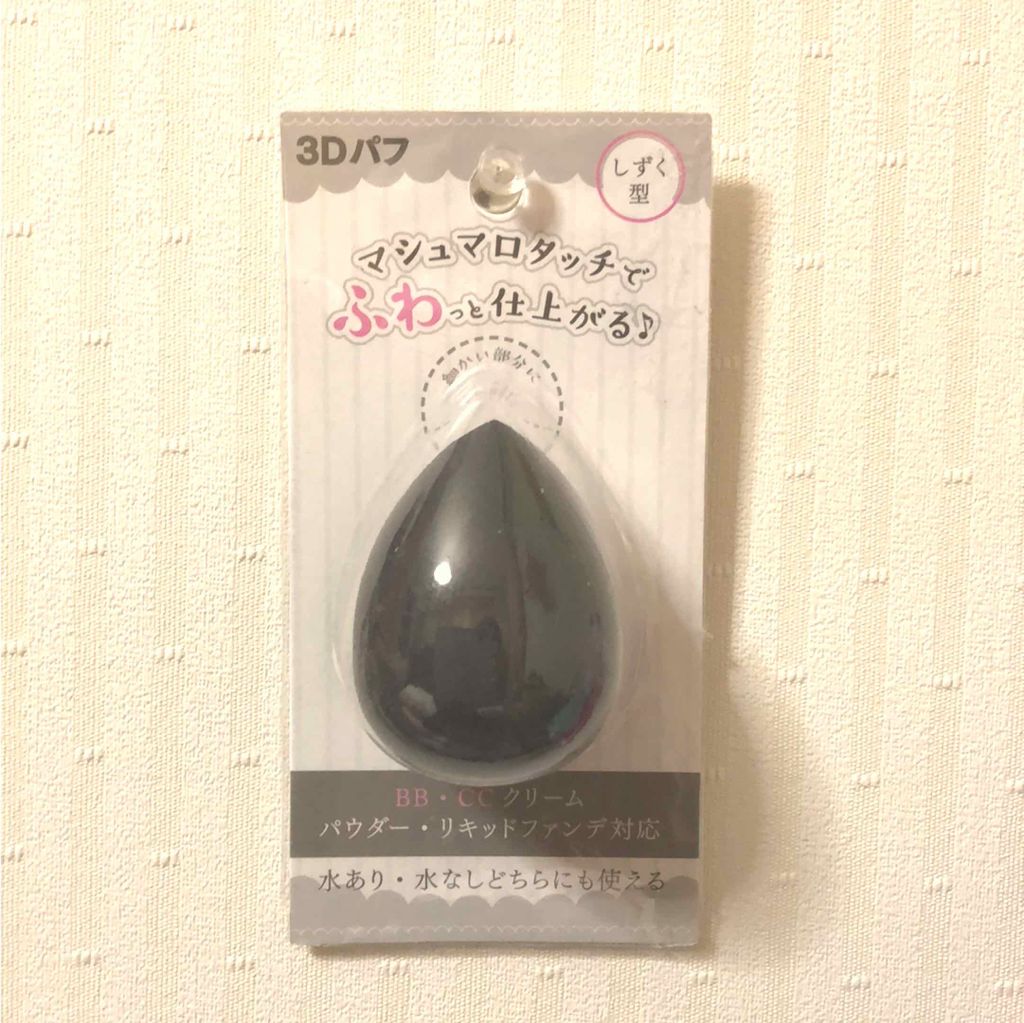 3Dパフ
しずく
型
マシュマロタッチで
ふわっと仕上がる♪
細かい部分に
BB・CCクリーム
パウダー・リキッドファンデ対応
水あり・水なしどちらにも使える